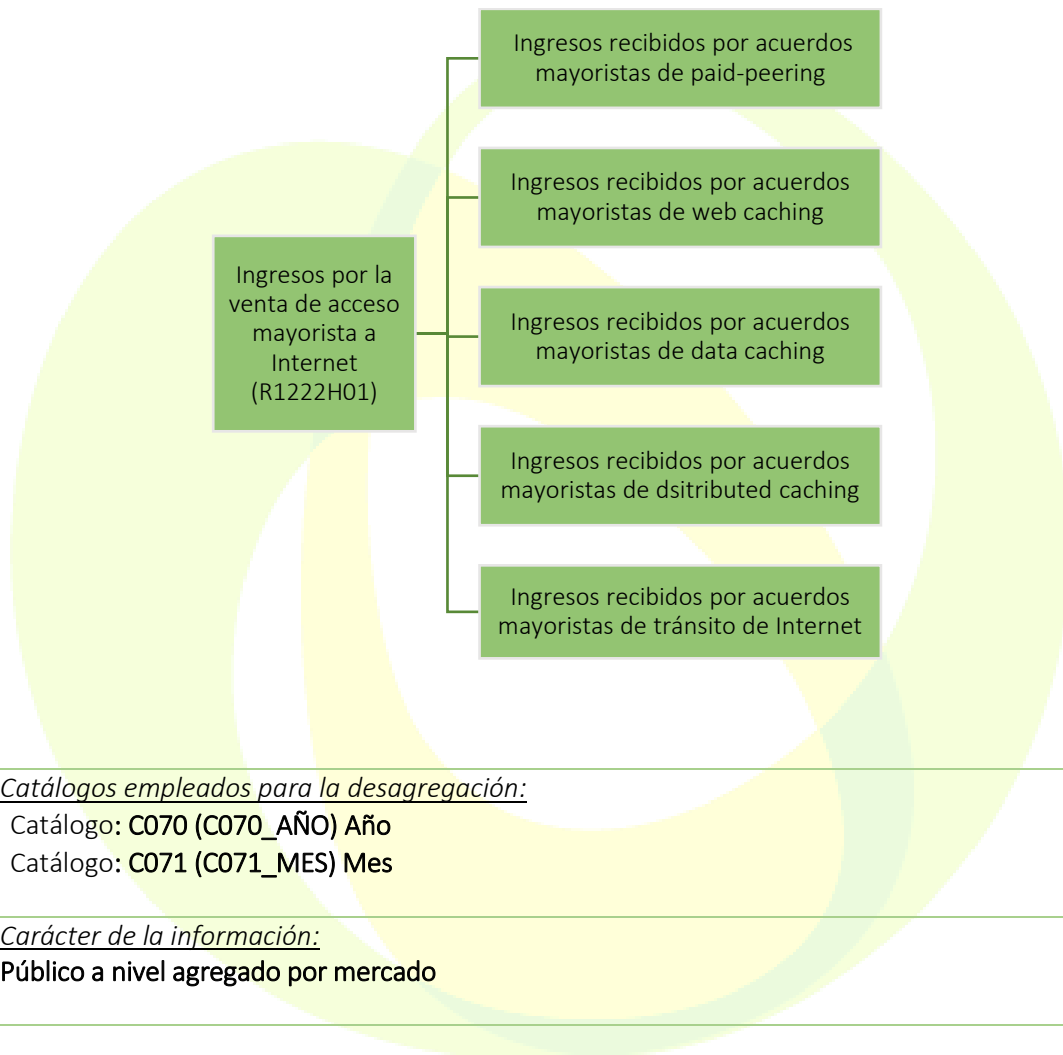 Ingresos recibidos por acuerdos
mayoristas de paid-peering
Ingresos recibidos por acuerdos
mayoristas de web caching
Ingresos por la
venta de acceso
mayorista a
Internet
(R1222H01)
Ingresos recibidos por acuerdos
mayoristas de data caching
Ingresos recibidos por acuerdos
mayoristas de dsitributed caching
Ingresos recibidos por acuerdos
mayoristas de tránsito de Internet
Catálogos empleados para la desagregación:
Catálogo: C070 (C070_AÑO) Año
Catálogo: C071 (C071_MES) Mes
Carácter de la información:
Público a nivel agregado por mercado